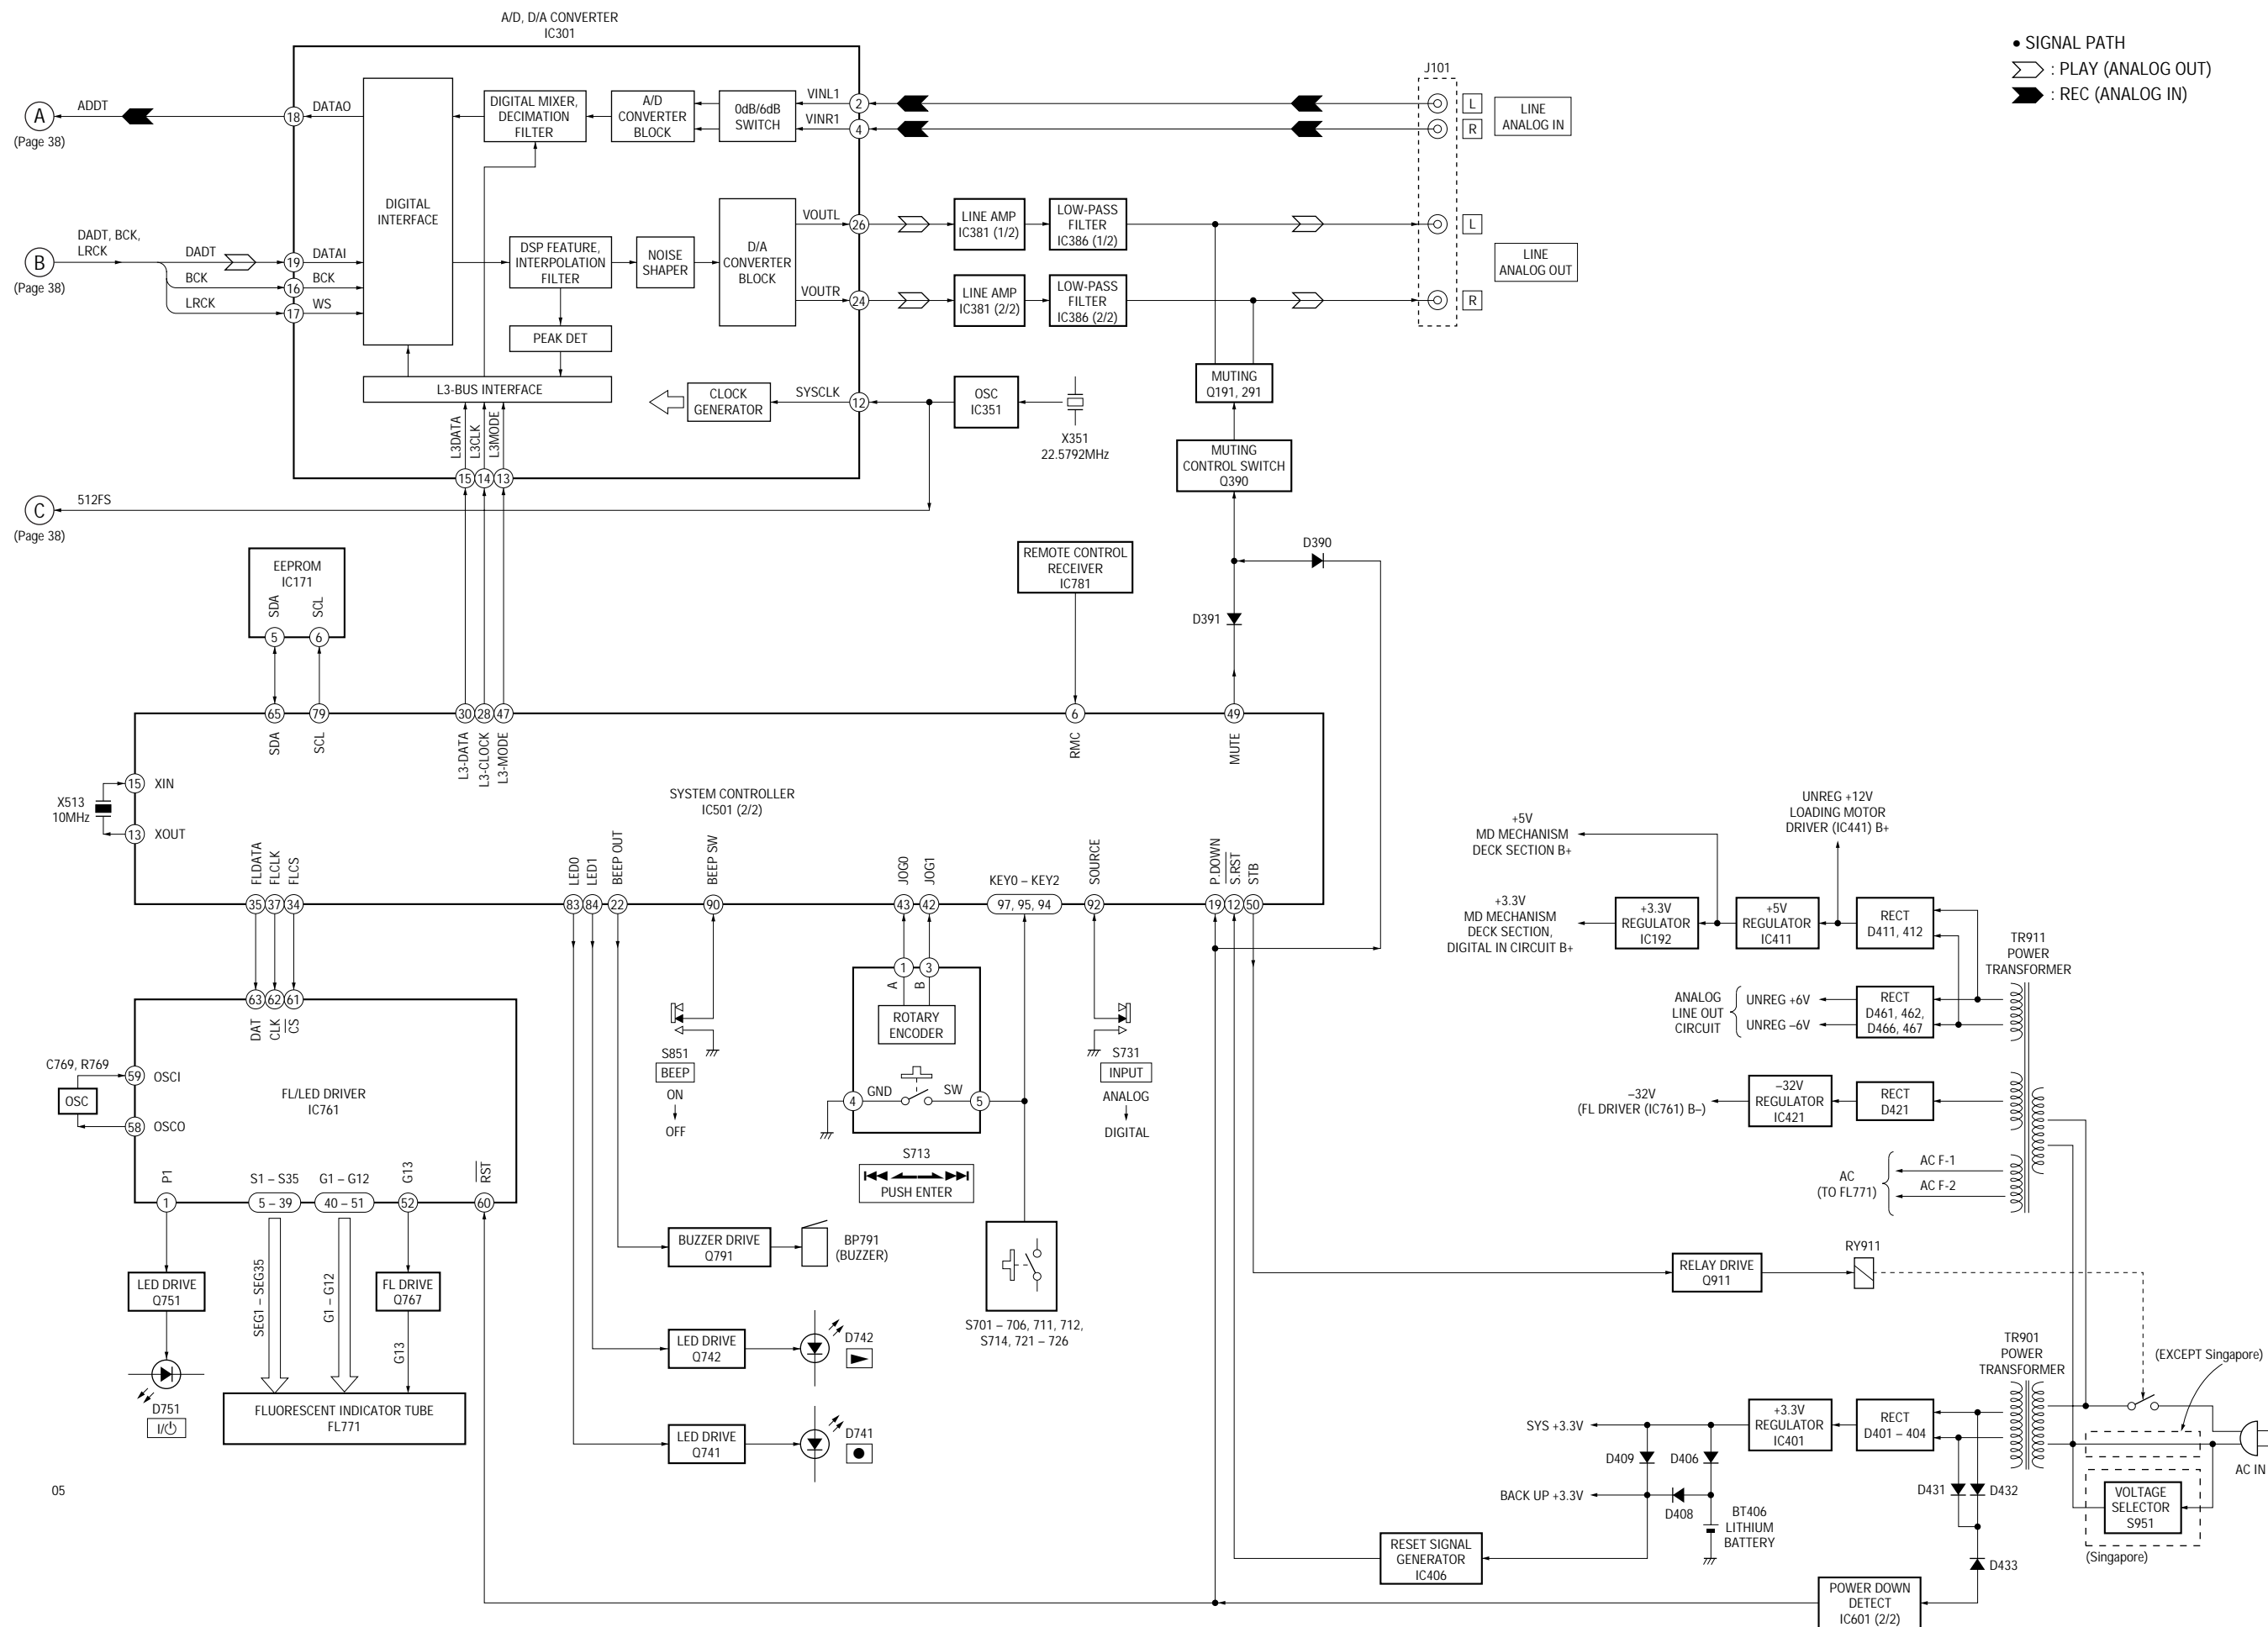 A/D, D/A CONVERTER
IC301
• SIGNAL PATH
: PLAY (ANALOG OUT)
: REC (ANALOG IN)
A
(Page 38)
ADDT
18
DATAO
DIGITAL
INTERFACE
DIGITAL MIXER,
DECIMATION
FILTER
A/D
CONVERTER
BLOCK
0dB/6dB
SWITCH
VINL1
2
VINR1
4
J101
L
R
LINE
ANALOG IN
B
(Page 38)
DADT, BCK,
LRCK
DADT
BCK
LRCK
19
DATAI
16
BCK
17
WS
DSP FEATURE,
INTERPOLATION
FILTER
NOISE
SHAPER
D/A
CONVERTER
BLOCK
PEAK DET
VOUTL
26
VOUTR
24
LINE AMP
IC381 (1/2)
LOW-PASS
FILTER
IC386 (1/2)
LINE AMP
IC381 (2/2)
LOW-PASS
FILTER
IC386 (2/2)
L
R
LINE
ANALOG OUT
L3-BUS INTERFACE
CLOCK
GENERATOR
SYSCLK
12
OSC
IC351
X351
22.5792MHz
L3DATA
L3CLK
L3MODE
15
14
13
MUTING
Q191, 291
MUTING
CONTROL SWITCH
Q390
C
(Page 38)
512FS
EEPROM
IC171
SDA
SCL
5
6
REMOTE CONTROL
RECEIVER
IC781
D390
D391
65
79
30
28
47
6
49
SDA
SCL
L3-DATA
L3-CLOCK
L3-MODE
RMC
MUTE
X513
10MHz
15
XIN
13
XOUT
SYSTEM CONTROLLER
IC501 (2/2)
FLDATA
FLCLK
FLCS
LED0
LED1
BEEP OUT
BEEP SW
JOG0
JOG1
KEY0 – KEY2
SOURCE
P.DOWN
S.RST
STB
35
37
34
83
84
22
90
43
42
97, 95, 94
92
19
12
50
63
62
61
DAT
CLK
CS
C769, R769
OSC
59
OSCI
58
OSCO
FL/LED DRIVER
IC761
P1
S1 – S35
G1 – G12
G13
RST
1
5 – 39
40 – 51
52
60
LED DRIVE
Q751
SEG1 – SEG35
G1 – G12
FL DRIVE
Q767
G13
D751
I/
FLUORESCENT INDICATOR TUBE
FL771
S851
BEEP
ON
OFF
1
3
A
B
ROTARY
ENCODER
4
GND
SW
5
S713
PUSH ENTER
S731
INPUT
ANALOG
DIGITAL
BUZZER DRIVE
Q791
BP791
(BUZZER)
LED DRIVE
Q742
D742
LED DRIVE
Q741
D741
S701 – 706, 711, 712,
S714, 721 – 726
UNREG +12V
LOADING MOTOR
DRIVER (IC441) B+
+5V
MD MECHANISM
DECK SECTION B+
+3.3V
MD MECHANISM
DECK SECTION,
DIGITAL IN CIRCUIT B+
+3.3V
REGULATOR
IC192
+5V
REGULATOR
IC411
RECT
D411, 412
TR911
POWER
TRANSFORMER
ANALOG
LINE OUT
CIRCUIT
UNREG +6V
UNREG –6V
RECT
D461, 462,
D466, 467
–32V
(FL DRIVER (IC761) B–)
–32V
REGULATOR
IC421
RECT
D421
AC
(TO FL771)
AC F-1
AC F-2
RELAY DRIVE
Q911
RY911
TR901
POWER
TRANSFORMER
(EXCEPT Singapore)
SYS +3.3V
+3.3V
REGULATOR
IC401
RECT
D401 – 404
D409
D406
BACK UP +3.3V
D408
BT406
LITHIUM
BATTERY
D431
D432
D433
AC IN
VOLTAGE
SELECTOR
S951
(Singapore)
RESET SIGNAL
GENERATOR
IC406
POWER DOWN
DETECT
IC601 (2/2)
05